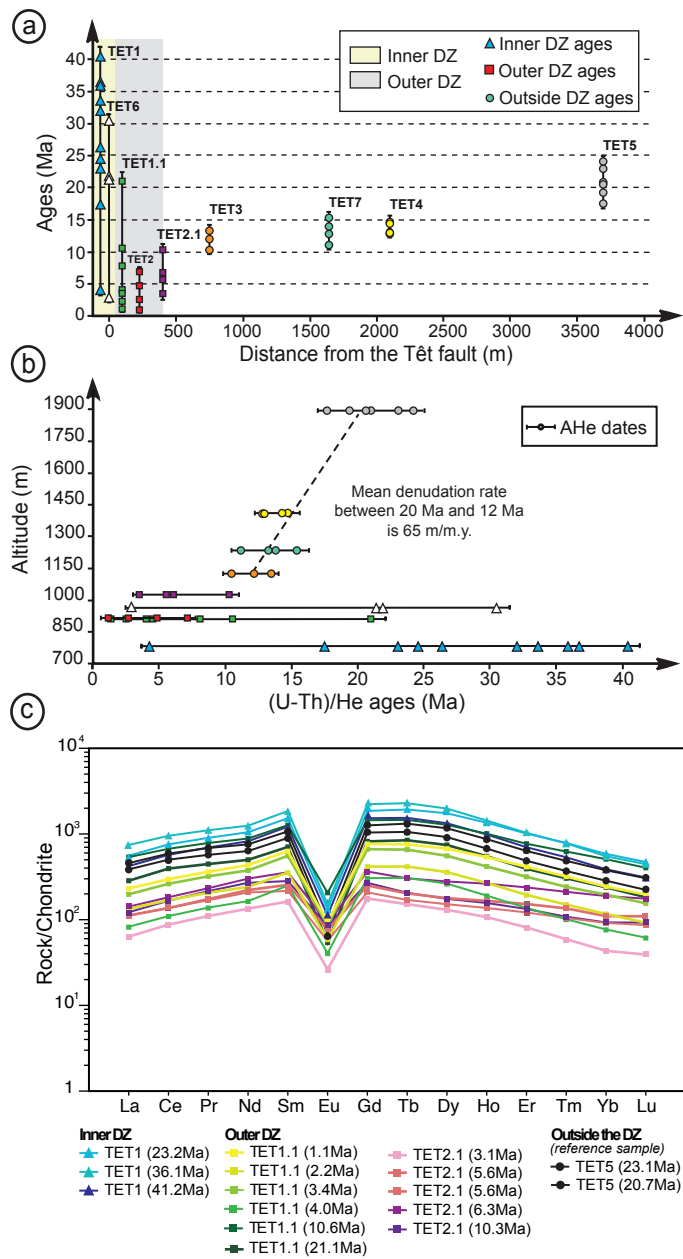 a
Ages (Ma)
40
35
30
25
20
15
10
5
0
TET1
TET6
TET1.1
TET2
TET2.1
TET3
TET7
TET4
TET5
Inner DZ
Outer DZ
Inner DZ ages
Outer DZ ages
Outside DZ ages
0 500 1000 1500 2000 2500 3000 3500 4000
Distance from the Têt fault (m)
b
Altitude (m)
1900
1750
1600
1450
1300
1150
1000
850
700
AHe dates
Mean denudation rate
between 20 Ma and 12 Ma
is 65 m/m.y.
0 5 10 15 20 25 30 35 40
(U-Th)/He ages (Ma)
c
Rock/Chondrite
10⁴
10³
10²
10¹
1
La Ce Pr Nd Sm Eu Gd Tb Dy Ho Er Tm Yb Lu
Inner DZ
TET1 (23.2Ma)
TET1 (36.1Ma)
TET1 (41.2Ma)
Outer DZ
TET1.1 (1.1Ma)
TET1.1 (2.2Ma)
TET1.1 (3.4Ma)
TET1.1 (4.0Ma)
TET1.1 (10.6Ma)
TET1.1 (21.1Ma)
TET2.1 (3.1Ma)
TET2.1 (5.6Ma)
TET2.1 (5.6Ma)
TET2.1 (6.3Ma)
TET2.1 (10.3Ma)
Outside the DZ
(reference sample)
TET5 (23.1Ma)
TET5 (20.7Ma)